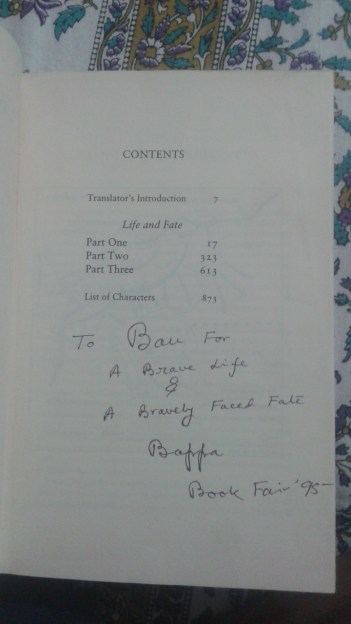 CONTENTS
Translator's Introduction 7
Life and Fate
Part One 17
Part Two 323
Part Three 613
List of Characters 873
To Bau For
A Brave Life
&
A Bravely Faced Fate
Bappa
Book Fair '95